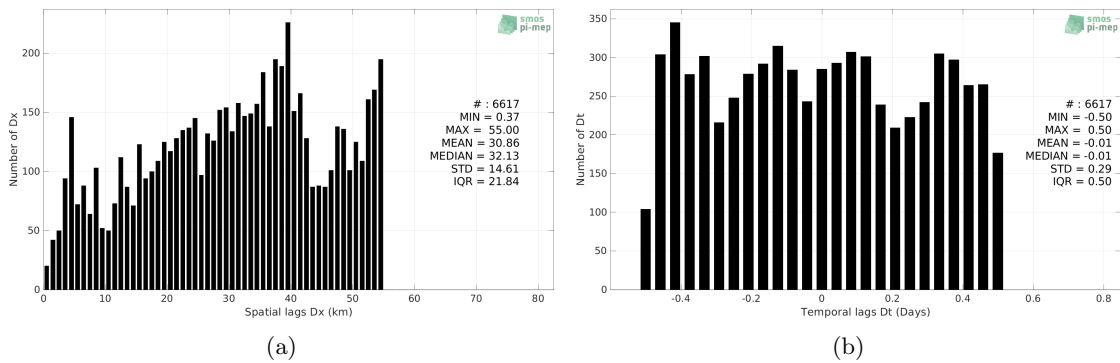 smos
pi-mep
Number of Dx
200
150
100
50
0
# : 6617
MIN = 0.37
MAX = 55.00
MEAN = 30.86
MEDIAN = 32.13
STD = 14.61
IQR = 21.84
0 10 20 30 40 50 60 70 80
Spatial lags Dx (km)
(a)
smos
pi-mep
Number of Dt
350
300
250
200
150
100
50
0
# : 6617
MIN = -0.50
MAX = 0.50
MEAN = -0.01
MEDIAN = -0.01
STD = 0.29
IQR = 0.50
-0.4 -0.2 0 0.2 0.4 0.6 0.8
Temporal lags Dt (Days)
(b)